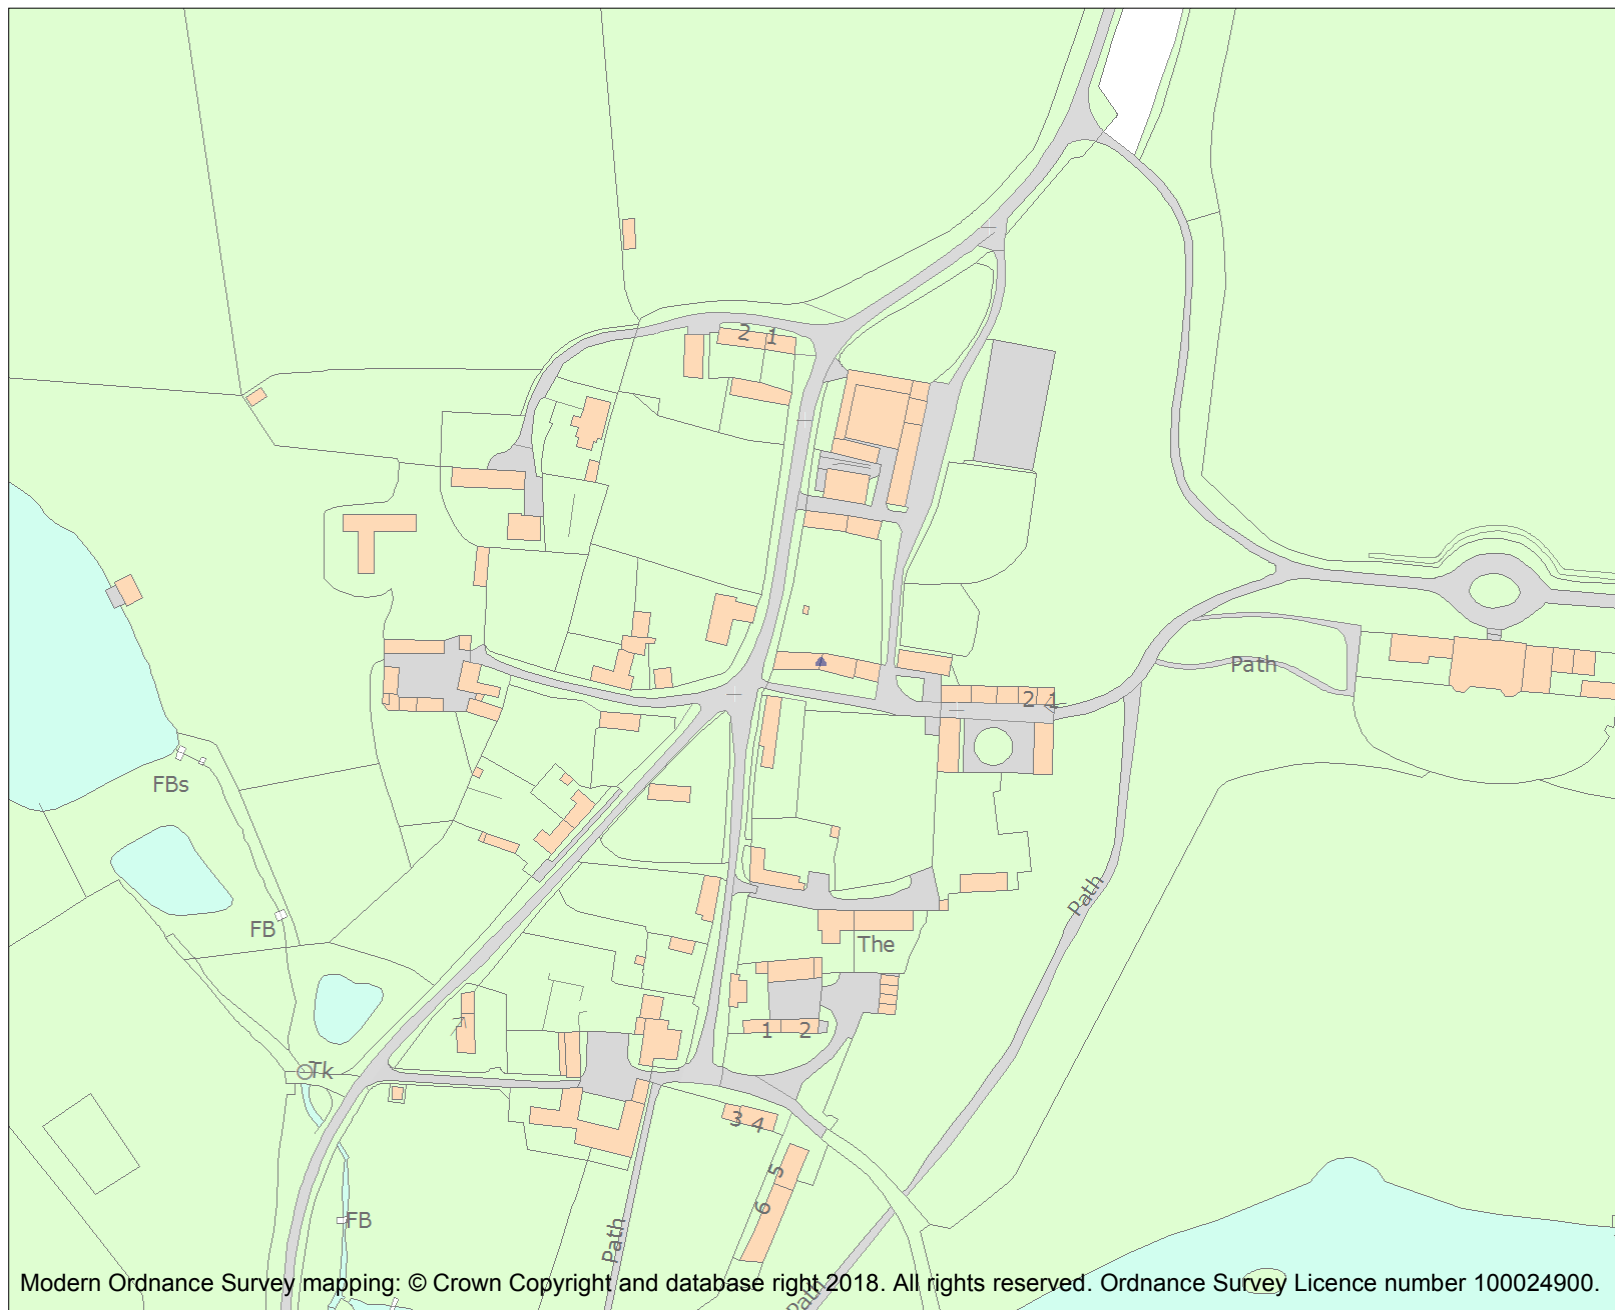 2 1
Path
2 1
FBs
Path
FB
The
1 2
Tk
3 4
5
6
FB
Path
Path
Modern Ordnance Survey mapping: © Crown Copyright and database right 2018. All rights reserved. Ordnance Survey Licence number 100024900.